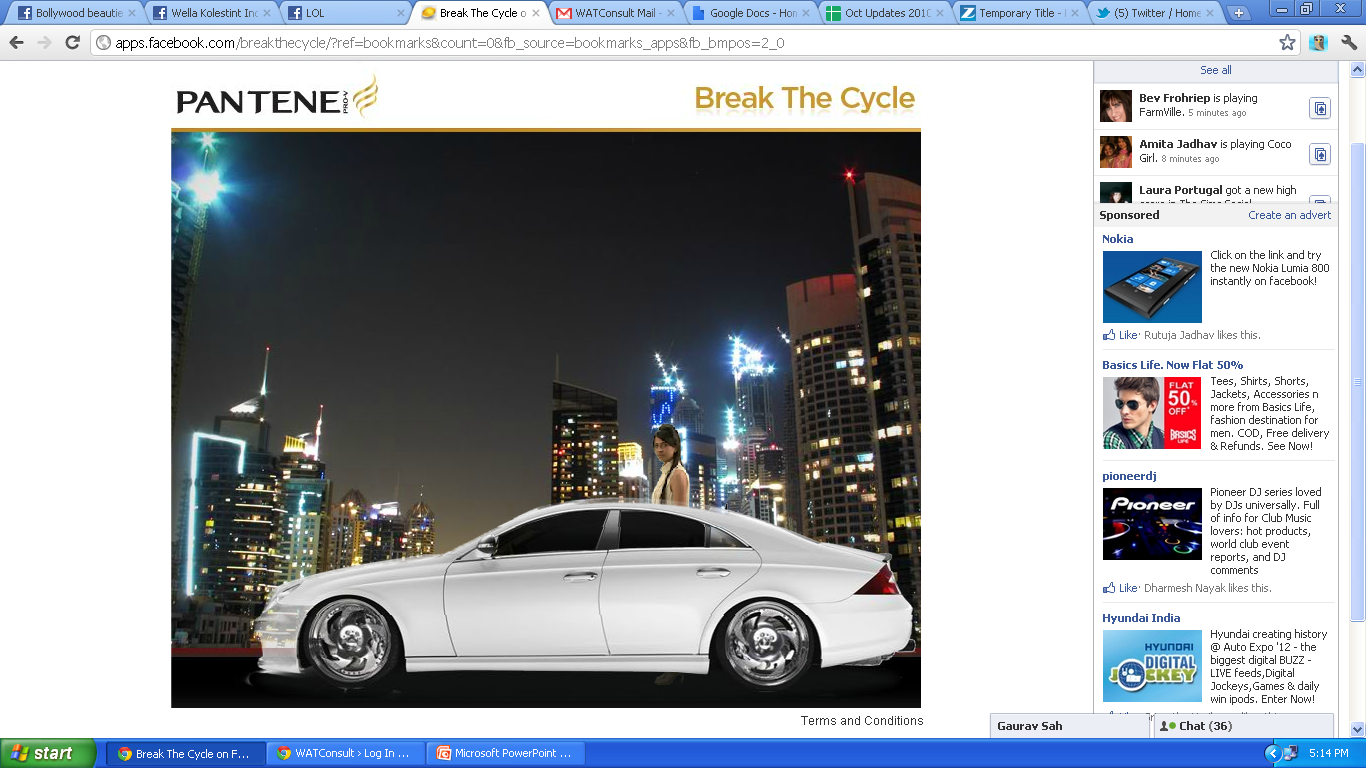 Bollywood beautie
Wella Kolestint Ind
LOL
Break The Cycle o
WATConsult Mail -
Google Docs - Hom
Oct Updates 2010
Temporary Title -
(5) Twitter / Home
apps.facebook.com/breakthecycle/?ref=bookmarks&count=0&fb_source=bookmarks_apps&fb_bmpos=2_0
PANTENE PRO-V
Break The Cycle
Terms and Conditions
See all
Bev Frohriep is playing
FarmVille. 5 minutes ago
Amita Jadhav is playing Coco
Girl. 8 minutes ago
Laura Portugal got a new high
Sponsored
Create an advert
Nokia
Click on the link and try
the new Nokia Lumia 800
instantly on facebook!
Like · Rutuja Jadhav likes this.
Basics Life. Now Flat 50%
FLAT
50%
OFF*
BASICS
LIFE
Tees, Shirts, Shorts,
Jackets, Accessories n
more from Basics Life,
fashion destination for
men. COD, Free delivery
& Refunds. See Now!
pioneerdj
Pioneer
Pioneer DJ series loved
by DJs universally. Full
of info for Club Music
lovers: hot products,
world club event
reports, and DJ
comments
Like · Dharmesh Nayak likes this.
Hyundai India
HYUNDAI
DIGITAL
JOCKEY
Hyundai creating history
@ Auto Expo '12 - the
biggest digital BUZZ -
LIVE feeds,Digital
Jockeys,Games & daily
win ipods. Enter Now!
Gaurav Sah
Chat (36)
start
Break The Cycle on F...
WATConsult › Log In ...
Microsoft PowerPoint ...
5:14 PM